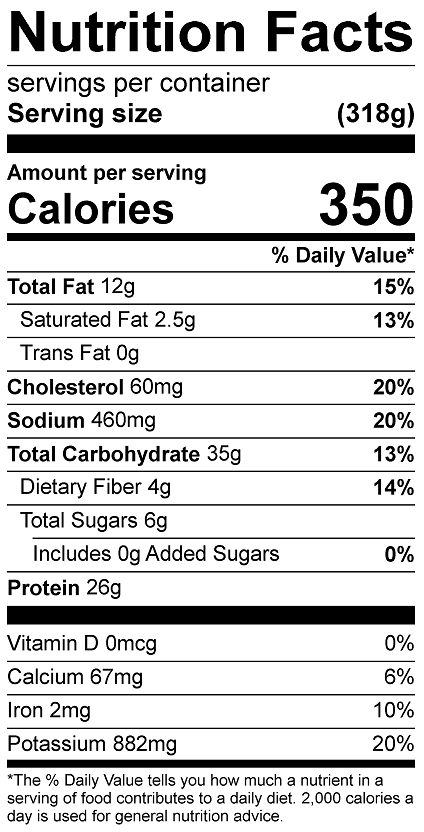 Nutrition Facts
servings per container
Serving size (318g)
Amount per serving
Calories 350
% Daily Value*
Total Fat 12g 15%
Saturated Fat 2.5g 13%
Trans Fat 0g
Cholesterol 60mg 20%
Sodium 460mg 20%
Total Carbohydrate 35g 13%
Dietary Fiber 4g 14%
Total Sugars 6g
Includes 0g Added Sugars 0%
Protein 26g
Vitamin D 0mcg 0%
Calcium 67mg 6%
Iron 2mg 10%
Potassium 882mg 20%
*The % Daily Value tells you how much a nutrient in a
serving of food contributes to a daily diet. 2,000 calories a
day is used for general nutrition advice.